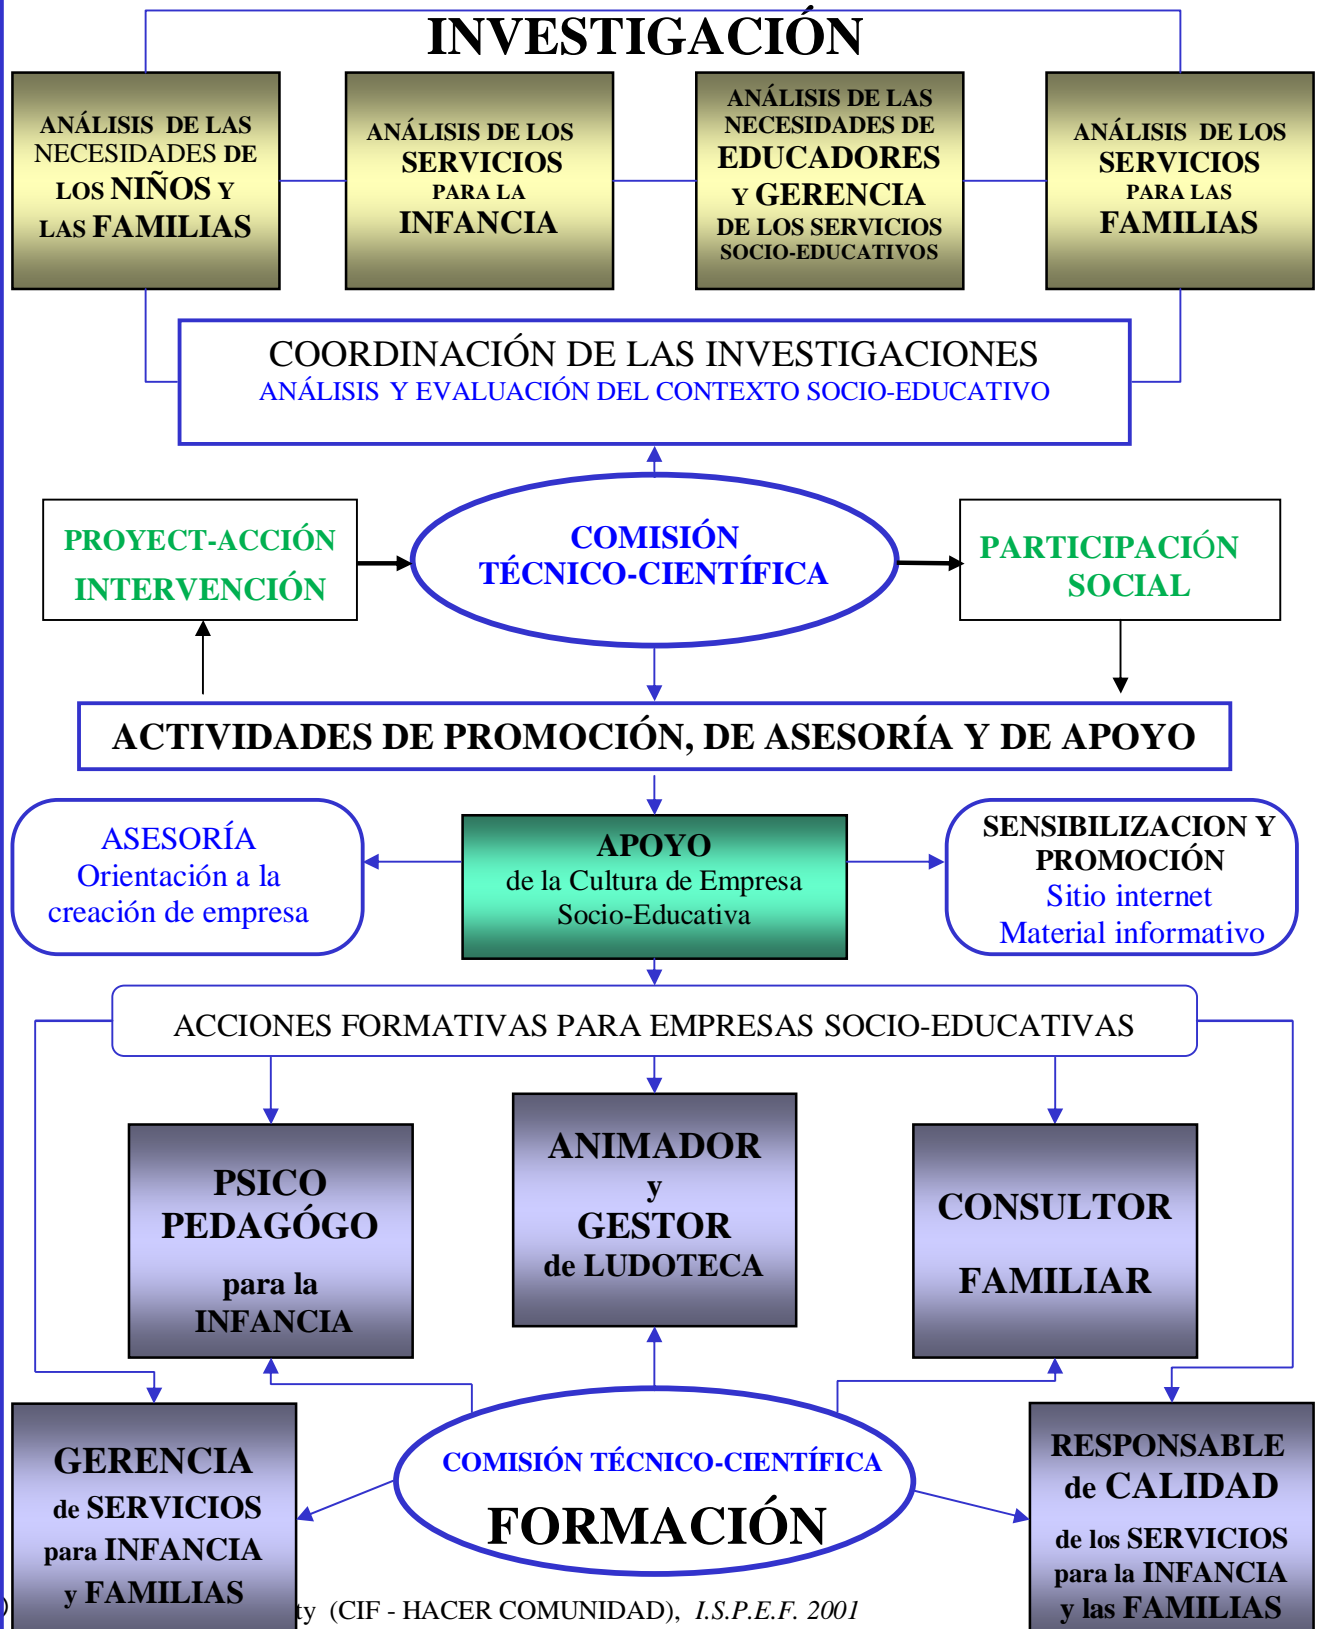 INVESTIGACIÓN
ANÁLISIS DE LAS
NECESIDADES DE
LOS NIÑOS Y
LAS FAMILIAS
ANÁLISIS DE LOS
SERVICIOS
PARA LA
INFANCIA
ANÁLISIS DE LAS
NECESIDADES DE
EDUCADORES
Y GERENCIA
DE LOS SERVICIOS
SOCIO-EDUCATIVOS
ANÁLISIS DE LOS
SERVICIOS
PARA LAS
FAMILIAS
COORDINACIÓN DE LAS INVESTIGACIONES
ANÁLISIS Y EVALUACIÓN DEL CONTEXTO SOCIO-EDUCATIVO
PROYECT-ACCIÓN
INTERVENCIÓN
COMISIÓN
TÉCNICO-CIENTÍFICA
PARTICIPACIÓN
SOCIAL
ACTIVIDADES DE PROMOCIÓN, DE ASESORÍA Y DE APOYO
ASESORÍA
Orientación a la
creación de empresa
APOYO
de la Cultura de Empresa
Socio-Educativa
SENSIBILIZACION Y
PROMOCIÓN
Sitio internet
Material informativo
ACCIONES FORMATIVAS PARA EMPRESAS SOCIO-EDUCATIVAS
PSICO
PEDAGÓGO
para la
INFANCIA
ANIMADOR
y
GESTOR
de LUDOTECA
CONSULTOR
FAMILIAR
GERENCIA
de SERVICIOS
para INFANCIA
y FAMILIAS
COMISIÓN TÉCNICO-CIENTÍFICA
FORMACIÓN
RESPONSABLE
de CALIDAD
de los SERVICIOS
para la INFANCIA
y las FAMILIAS
ty (CIF - HACER COMUNIDAD), I.S.P.E.F. 2001